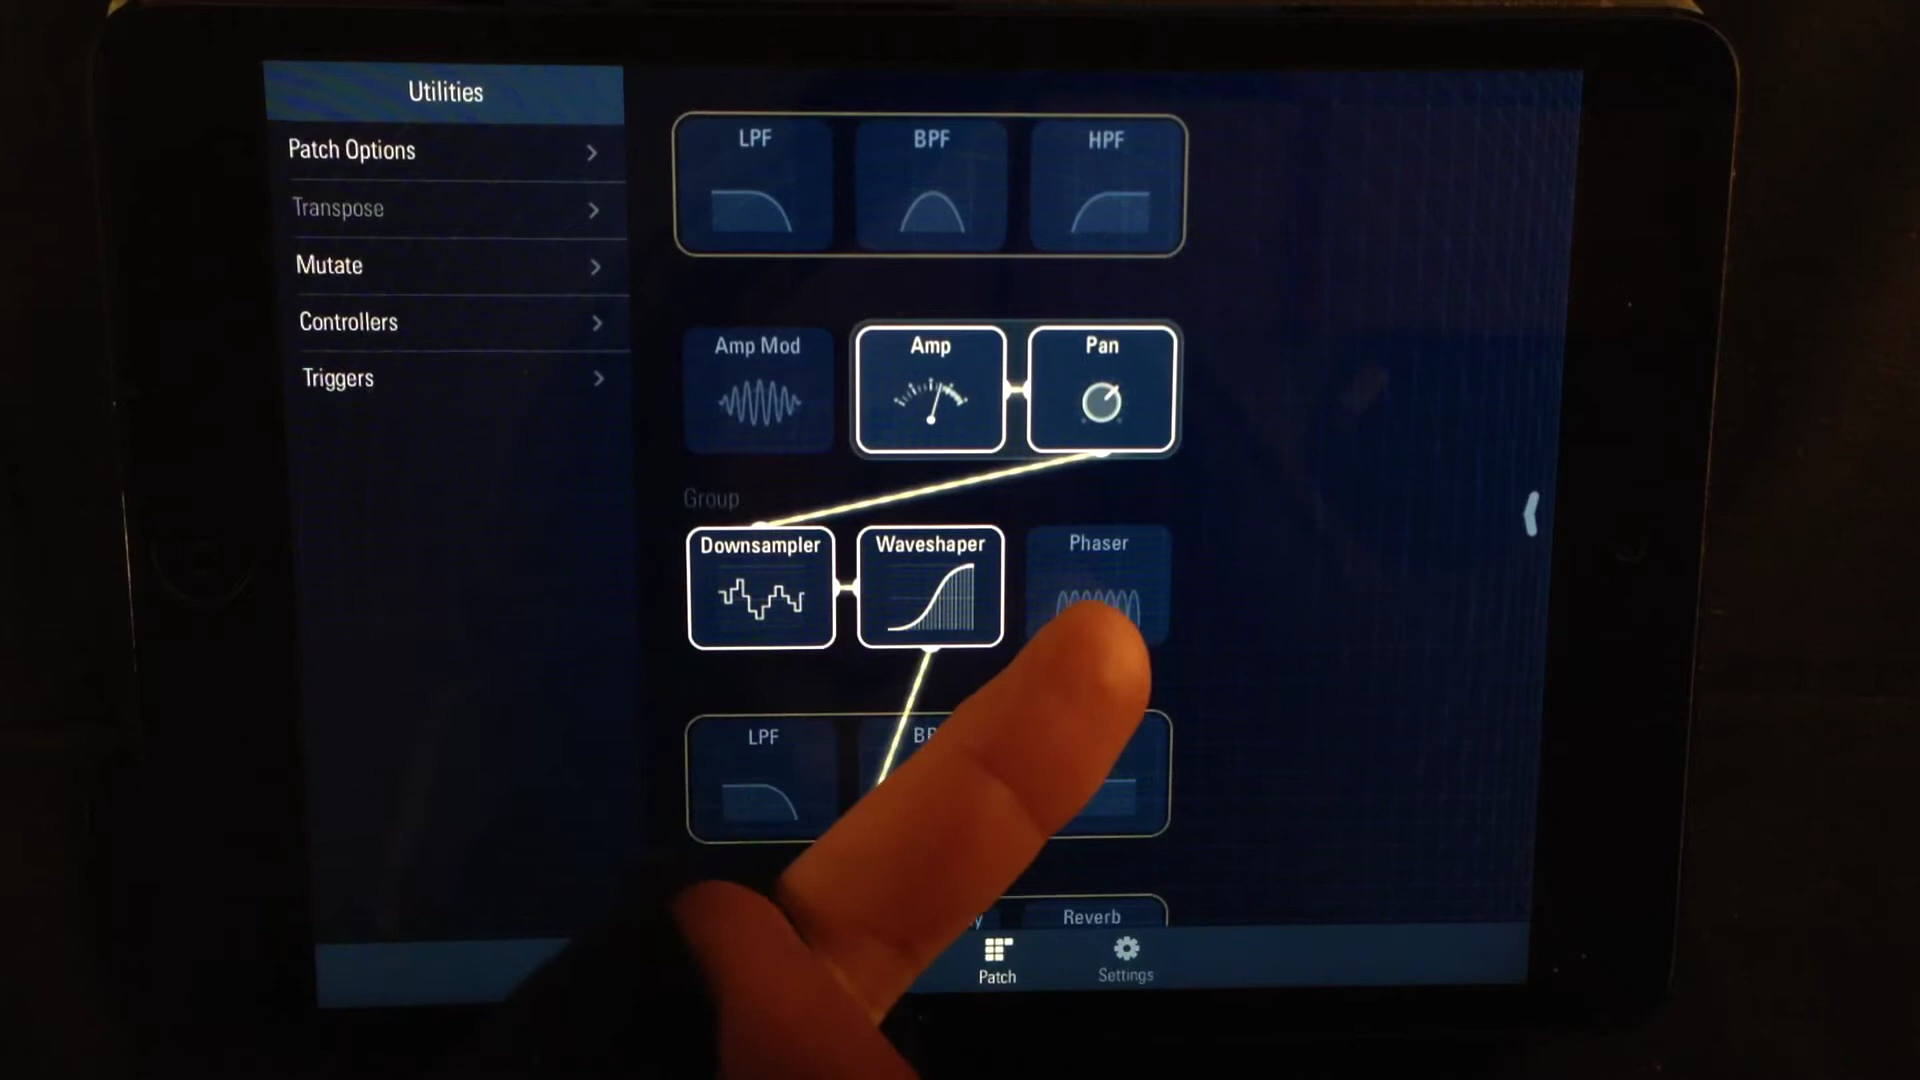 Utilities
Patch Options
Transpose
Mutate
Controllers
Triggers
LPF
BPF
HPF
Amp Mod
Amp
Pan
Group
Downsampler
Waveshaper
Phaser
LPF
Reverb
Patch
Settings